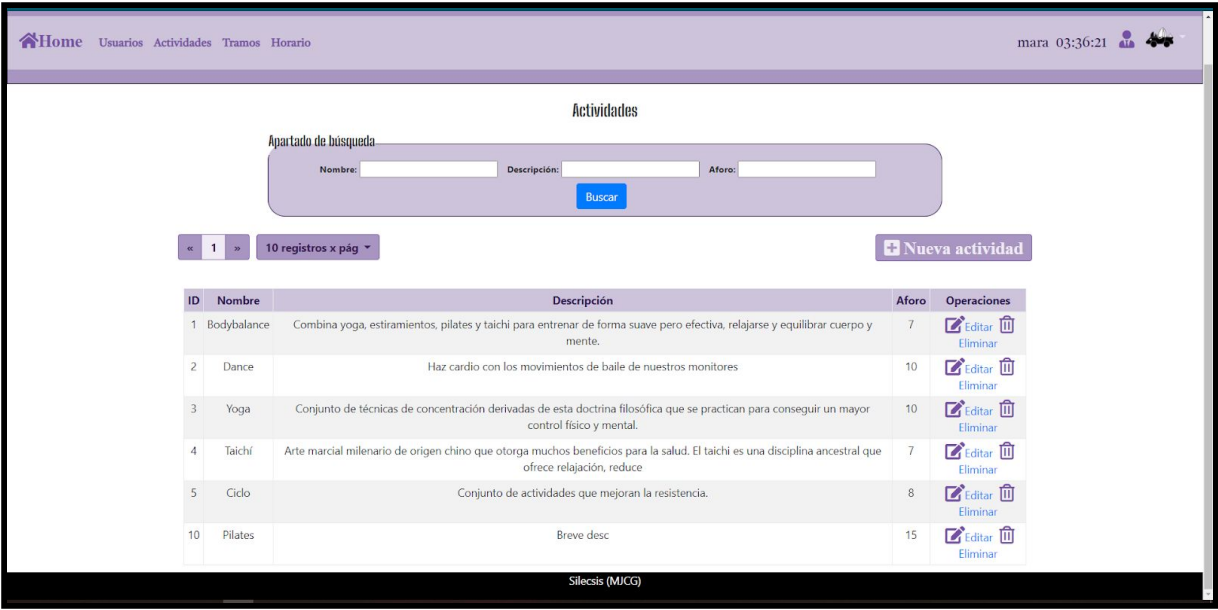 Home Usuarios Actividades Tramos Horario mara 03:36:21
Actividades
Apartado de búsqueda
Nombre: Descripción: Aforo:
Buscar
« 1 » 10 registros x pág Nueva actividad
ID Nombre Descripción Aforo Operaciones
1 Bodybalance Combina yoga, estiramientos, pilates y taichi para entrenar de forma suave pero efectiva, relajarse y equilibrar cuerpo y 7 Editar
mente. Eliminar
2 Dance Haz cardio con los movimientos de baile de nuestros monitores 10 Editar
Eliminar
3 Yoga Conjunto de técnicas de concentración derivadas de esta doctrina filosófica que se practican para conseguir un mayor 10 Editar
control físico y mental. Eliminar
4 Taichí Arte marcial milenario de origen chino que otorga muchos beneficios para la salud. El taichi es una disciplina ancestral que 7 Editar
ofrece relajación, reduce Eliminar
5 Ciclo Conjunto de actividades que mejoran la resistencia. 8 Editar
Eliminar
10 Pilates Breve desc 15 Editar
Eliminar
Silecsis (MJCG)